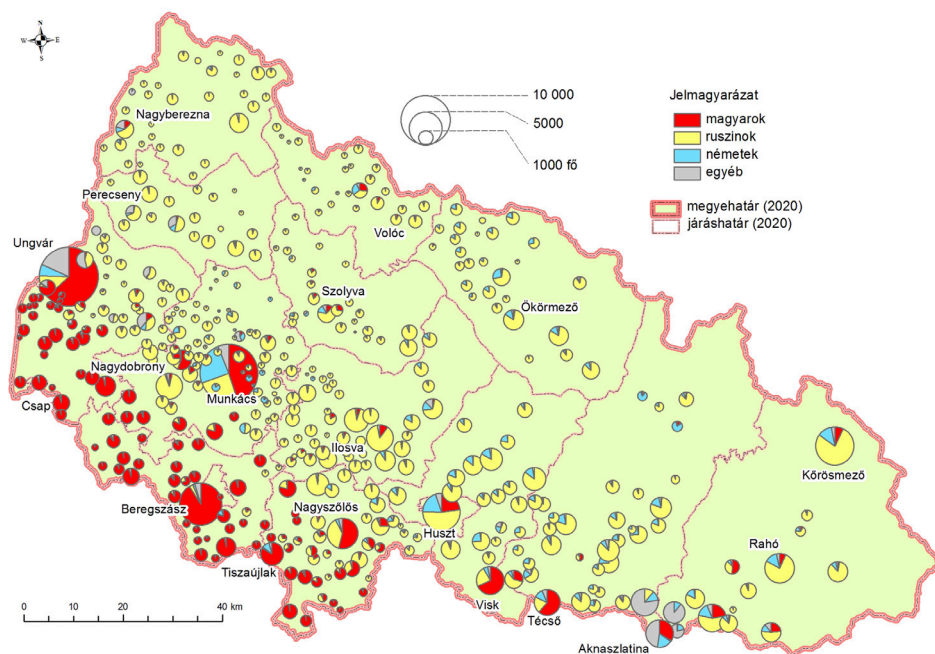 N
W E
S
10 000
5000
1000 fő
Jelmagyarázat
magyarok
ruszinok
németek
egyéb
megyehatár (2020)
járáshatár (2020)
Nagyberezna
Perecseny
Volóc
Ungvár
Szolyva
Ökörmező
Nagydobrony
Munkács
Csap
Ilosva
Kőrösmező
Beregszász
Nagyszőlős
Huszt
Rahó
Tiszaújlak
Visk
Técső
Aknaszlatina
0 20 40 km